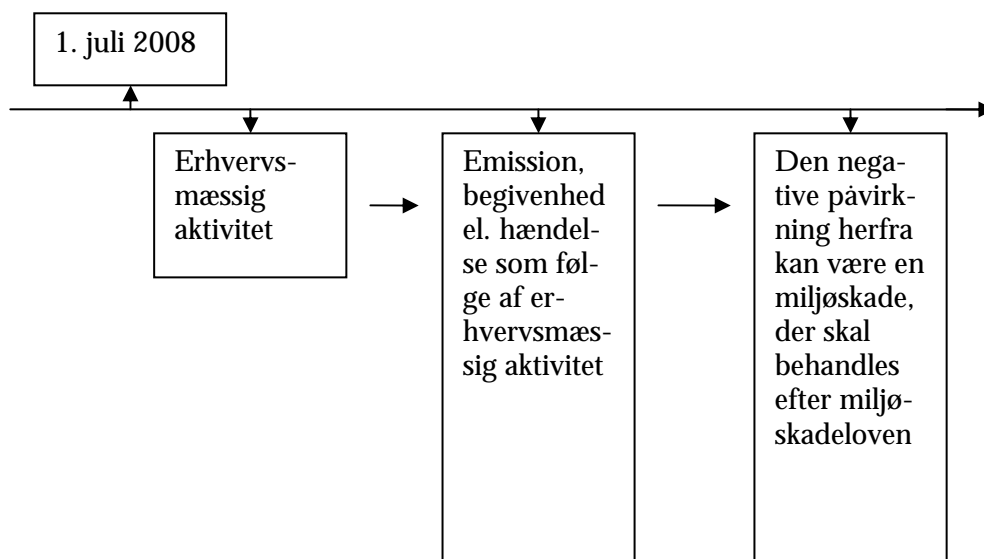 1. juli 2008
Erhvervs-
mæssig
aktivitet
Emission,
begivenhed
el. hændel-
se som føl-
ge af er-
hvervsmæs-
sig aktivitet
Den nega-
tive påvirk-
ning herfra
kan være en
miljøskade,
der skal
behandles
efter miljø-
skadeloven